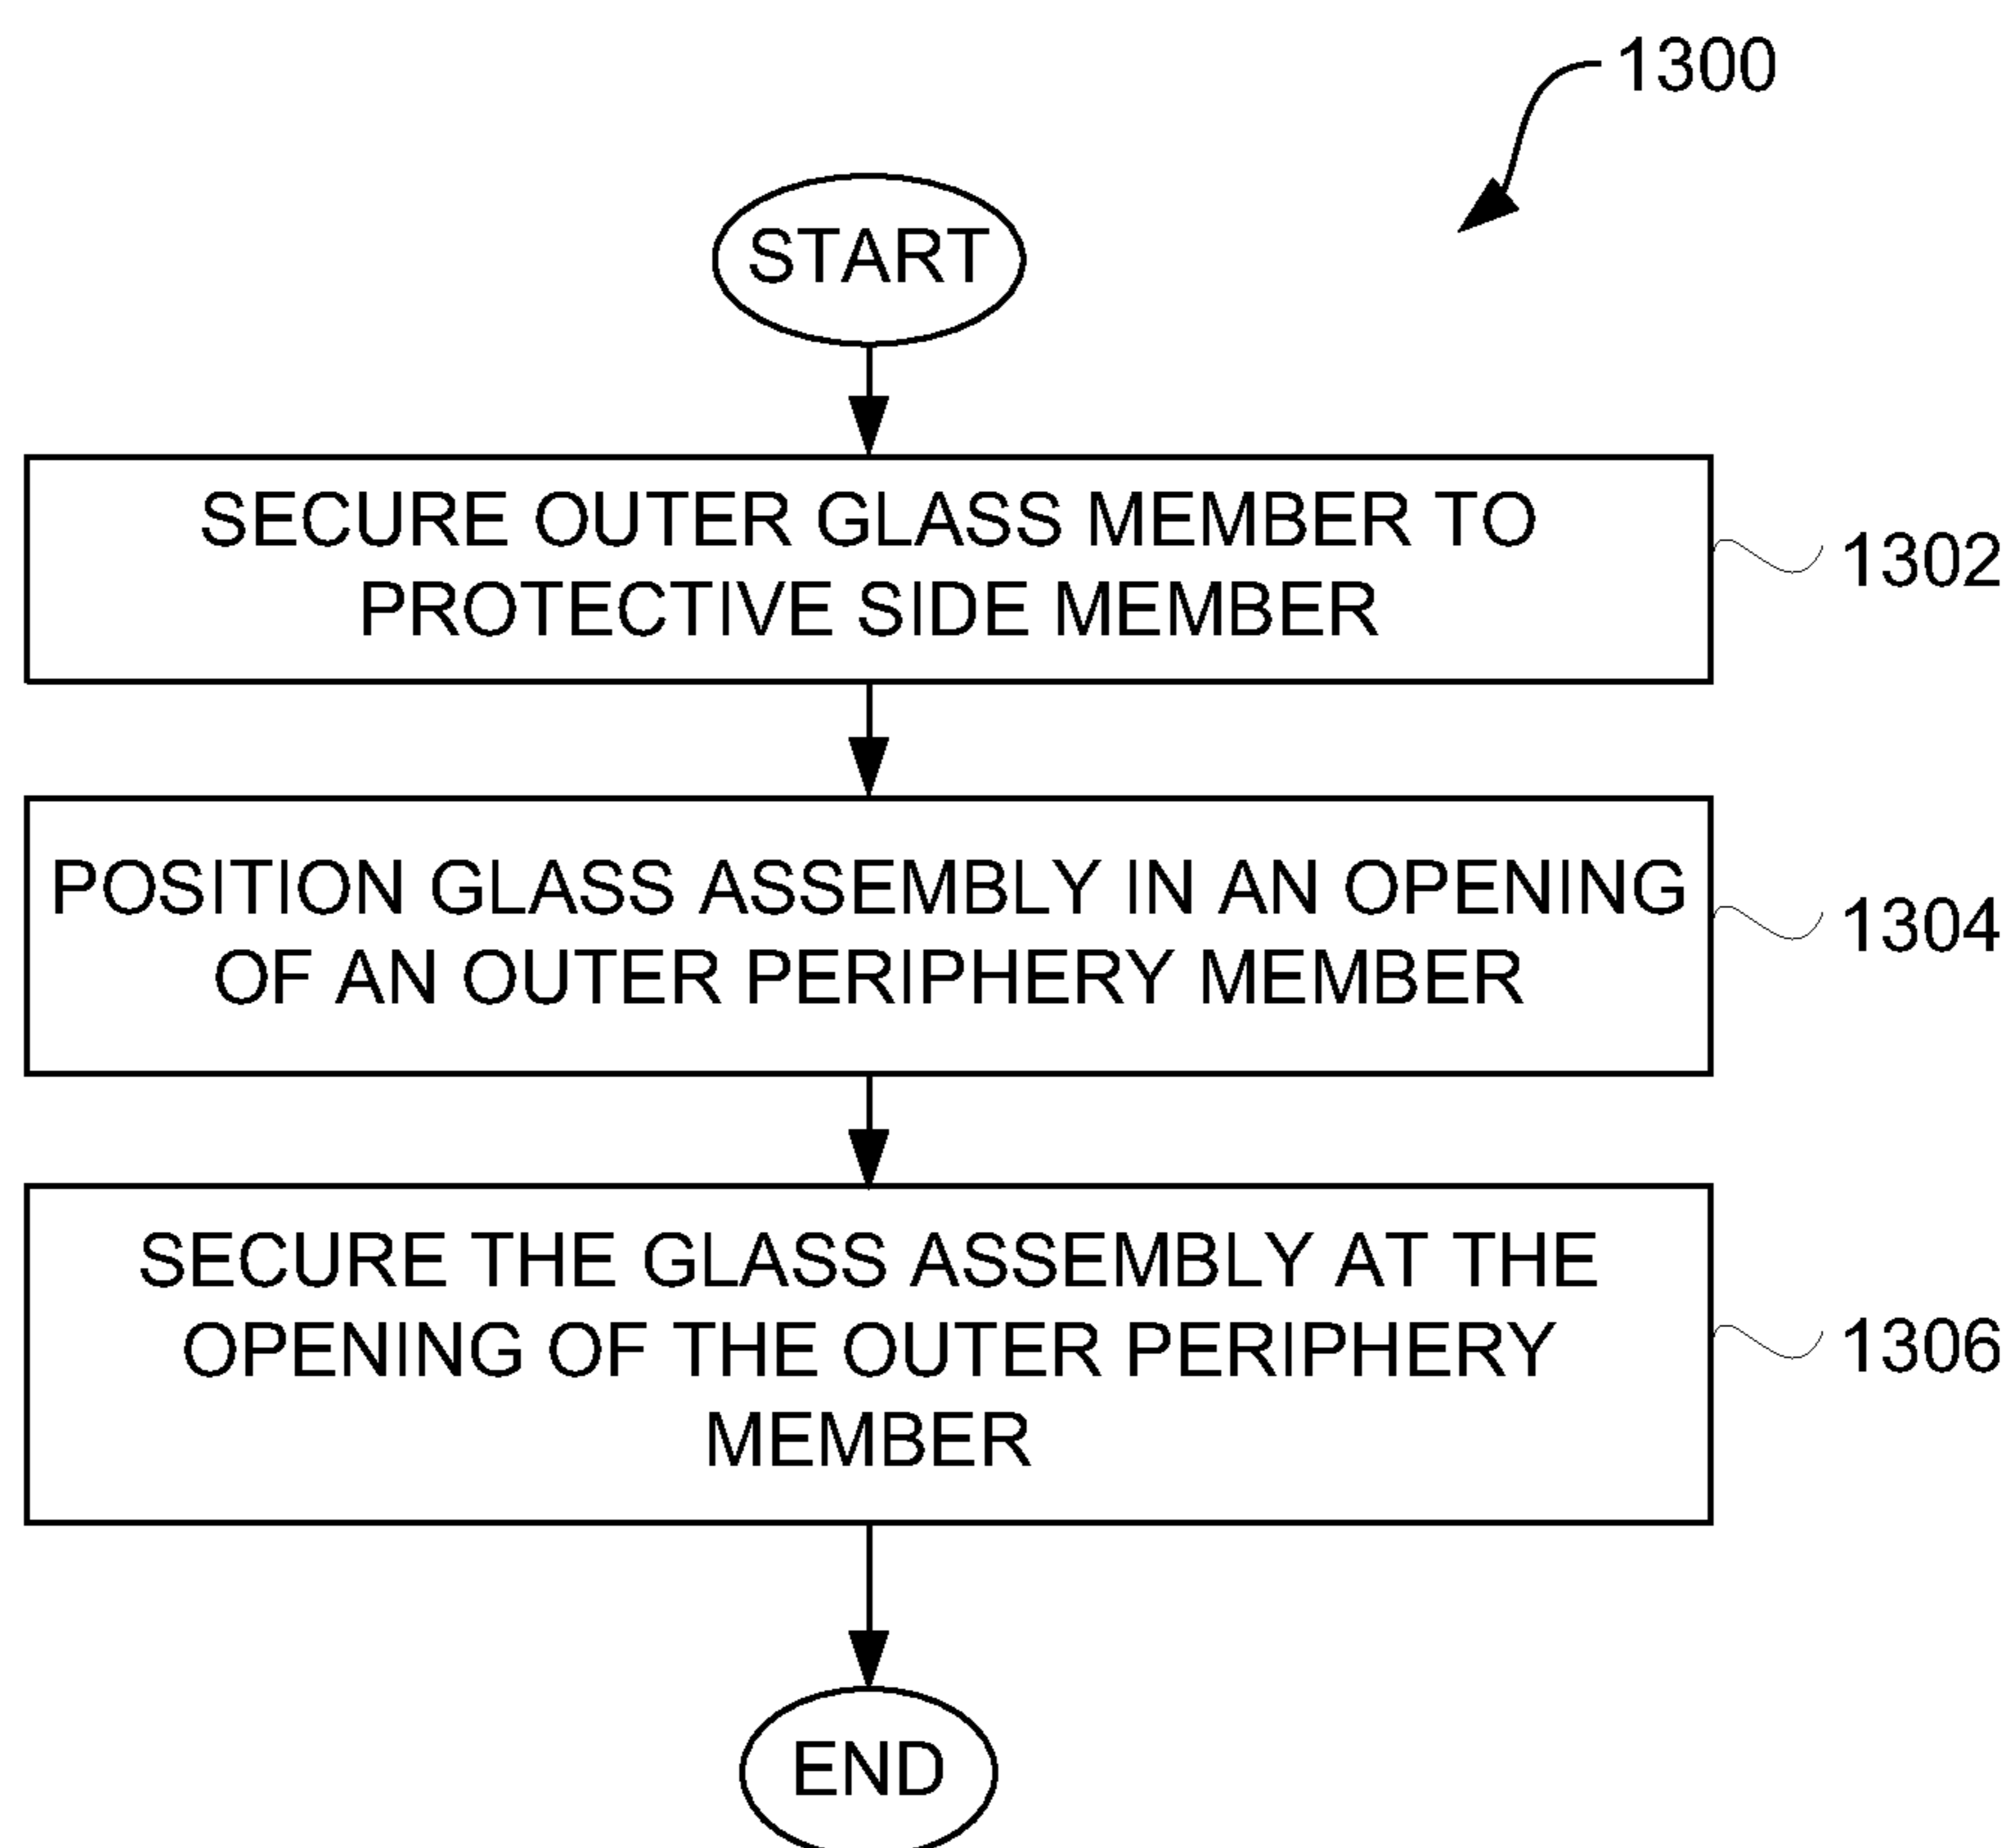 1300
START
SECURE OUTER GLASS MEMBER TO
PROTECTIVE SIDE MEMBER
1302
POSITION GLASS ASSEMBLY IN AN OPENING
OF AN OUTER PERIPHERY MEMBER
1304
SECURE THE GLASS ASSEMBLY AT THE
OPENING OF THE OUTER PERIPHERY
MEMBER
1306
END